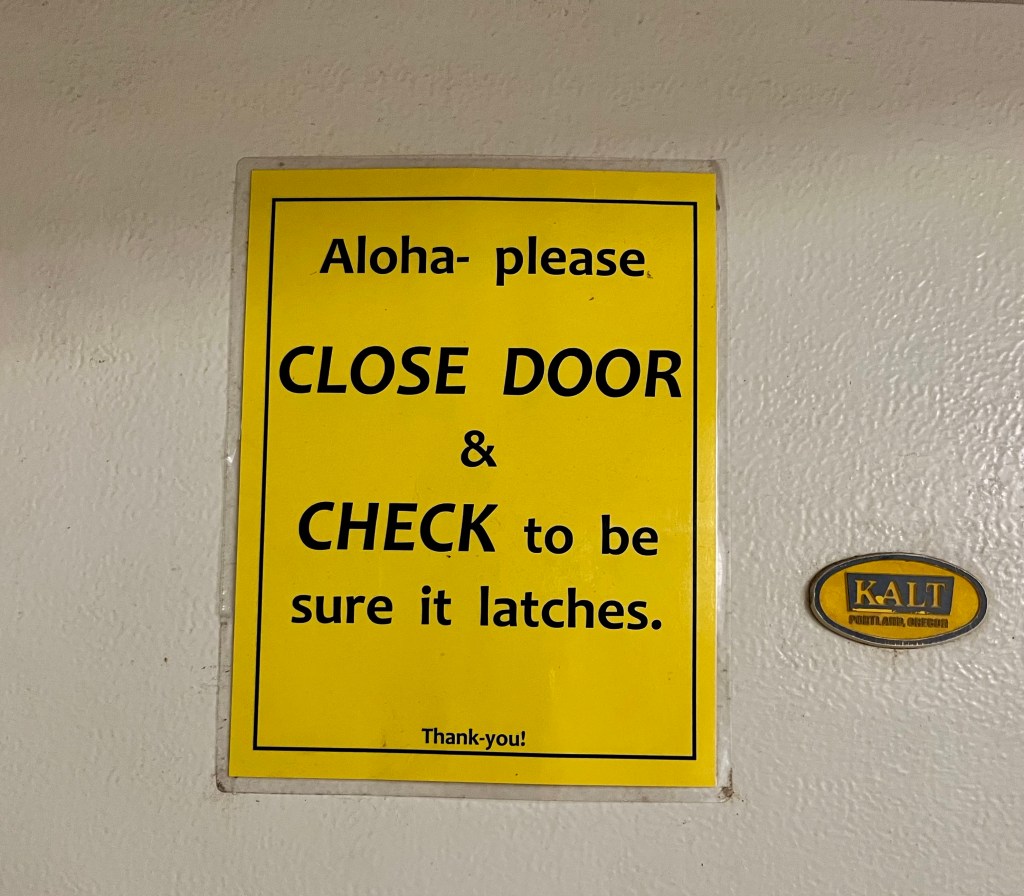 Aloha- please
CLOSE DOOR
&
CHECK to be
sure it latches.
Thank-you!
KALT
PORTLAND, OREGON